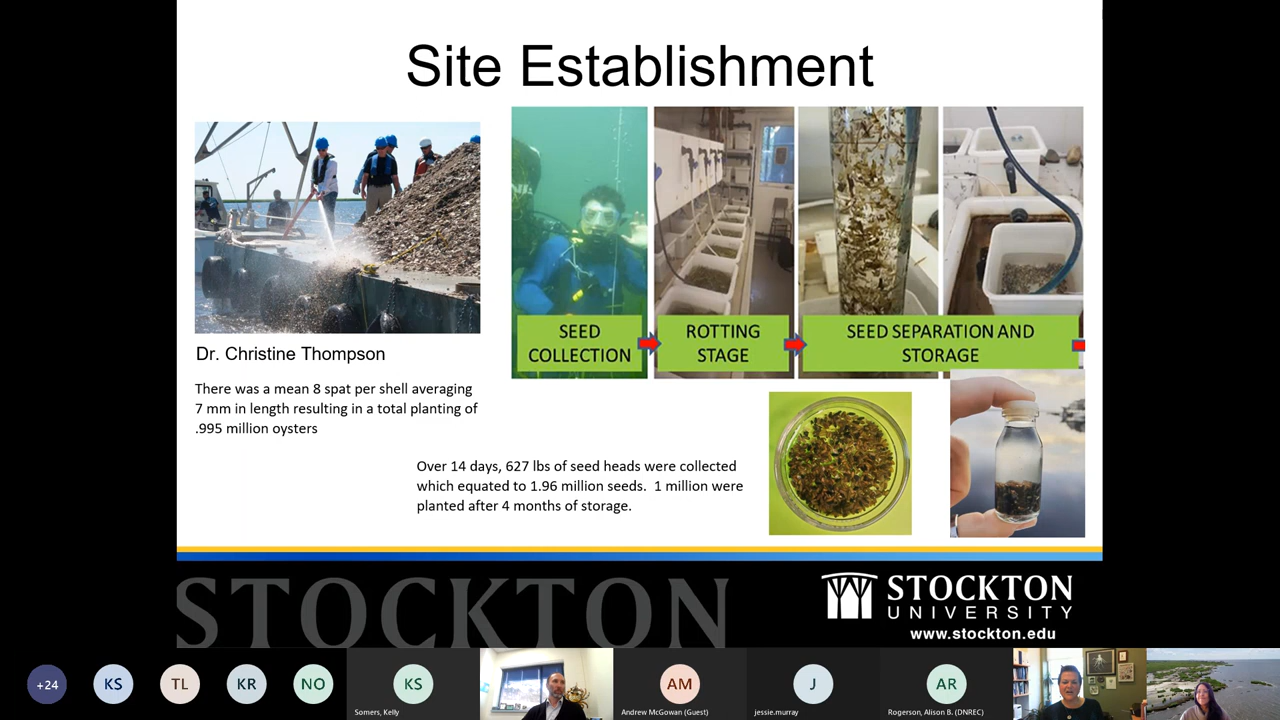 Site Establishment
Dr. Christine Thompson
There was a mean 8 spat per shell averaging
7 mm in length resulting in a total planting of
.995 million oysters
SEED
COLLECTION
ROTTING
STAGE
SEED SEPARATION AND
STORAGE
Over 14 days, 627 lbs of seed heads were collected
which equated to 1.96 million seeds.  1 million were
planted after 4 months of storage.
STOCKTON
STOCKTON
UNIVERSITY
www.stockton.edu
+24
KS
TL
KR
NO
KS
Somers, Kelly
AM
Andrew McGowan (Guest)
J
jessie.murray
AR
Rogerson, Alison B. (DNREC)